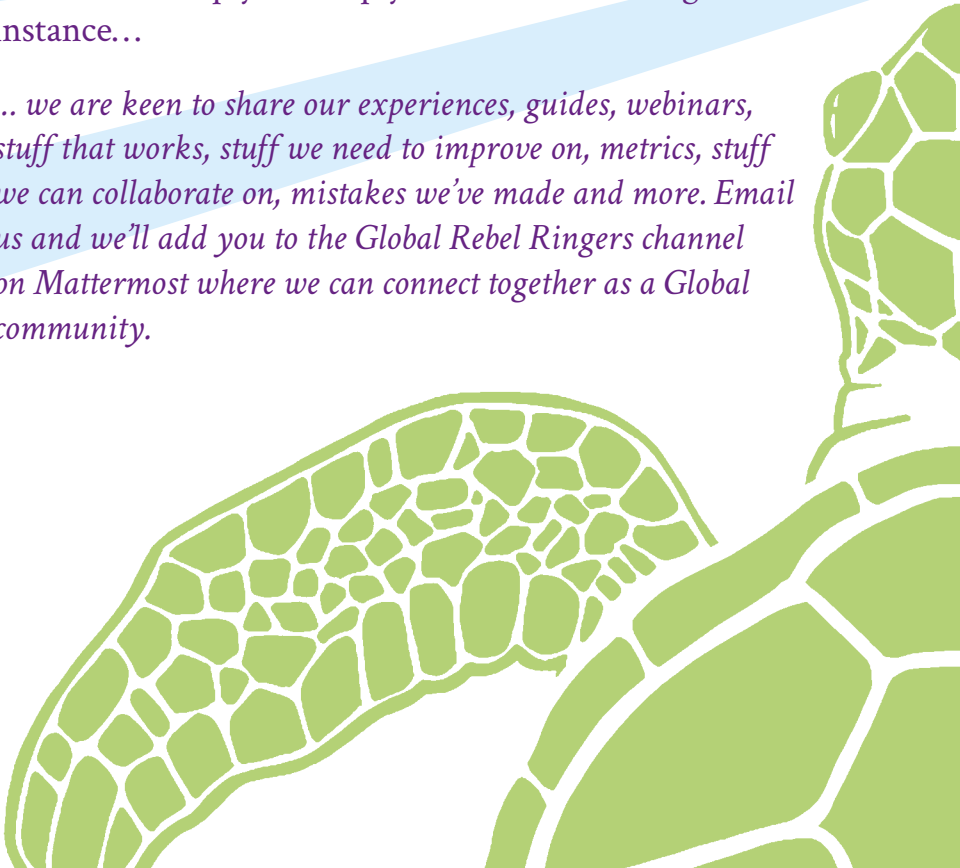 instance…
... we are keen to share our experiences, guides, webinars,
stuff that works, stuff we need to improve on, metrics, stuff
we can collaborate on, mistakes we’ve made and more. Email
us and we’ll add you to the Global Rebel Ringers channel
on Mattermost where we can connect together as a Global
community.